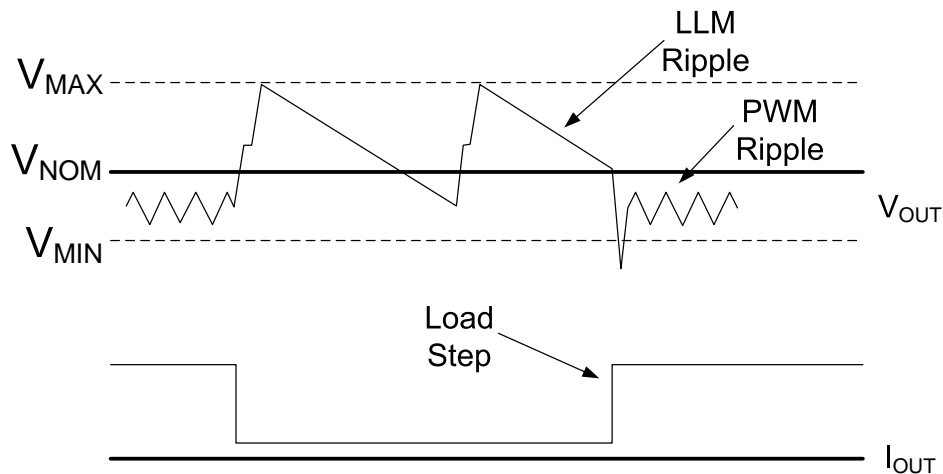 LLM
Ripple
VMAX
PWM
Ripple
VNOM
VOUT
VMIN
Load
Step
IOUT